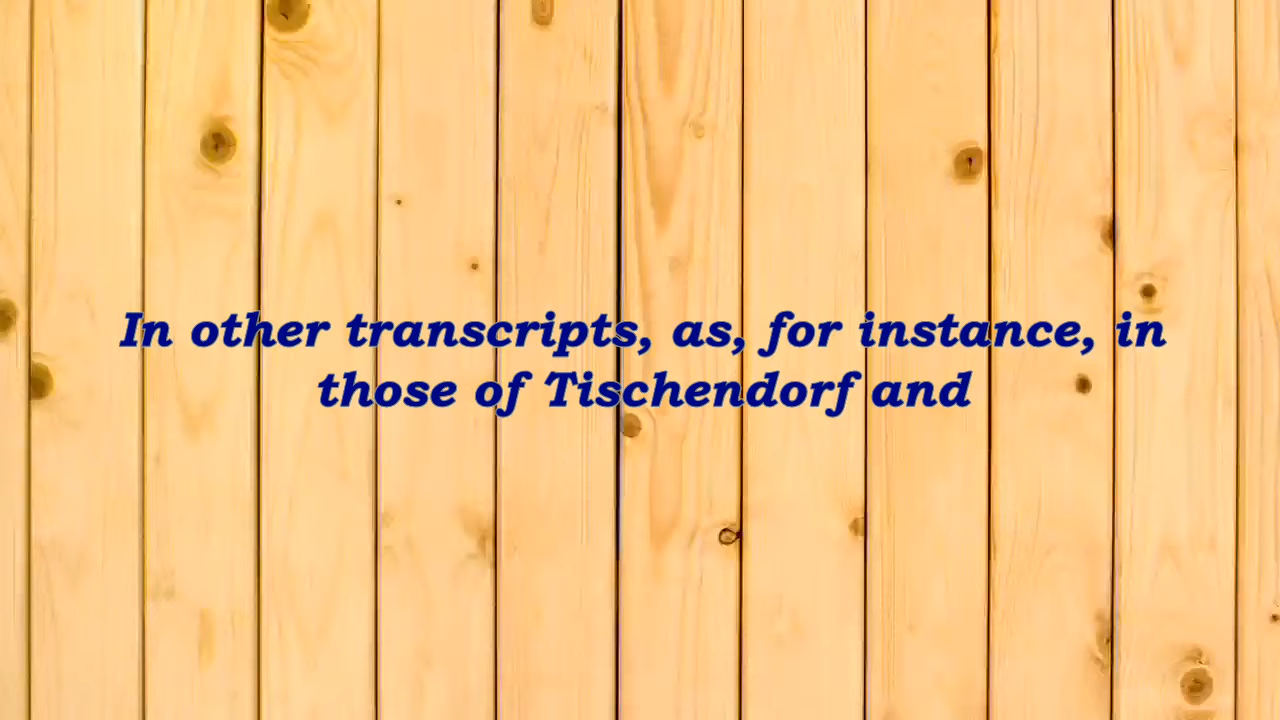 In other transcripts, as, for instance, in
those of Tischendorf and